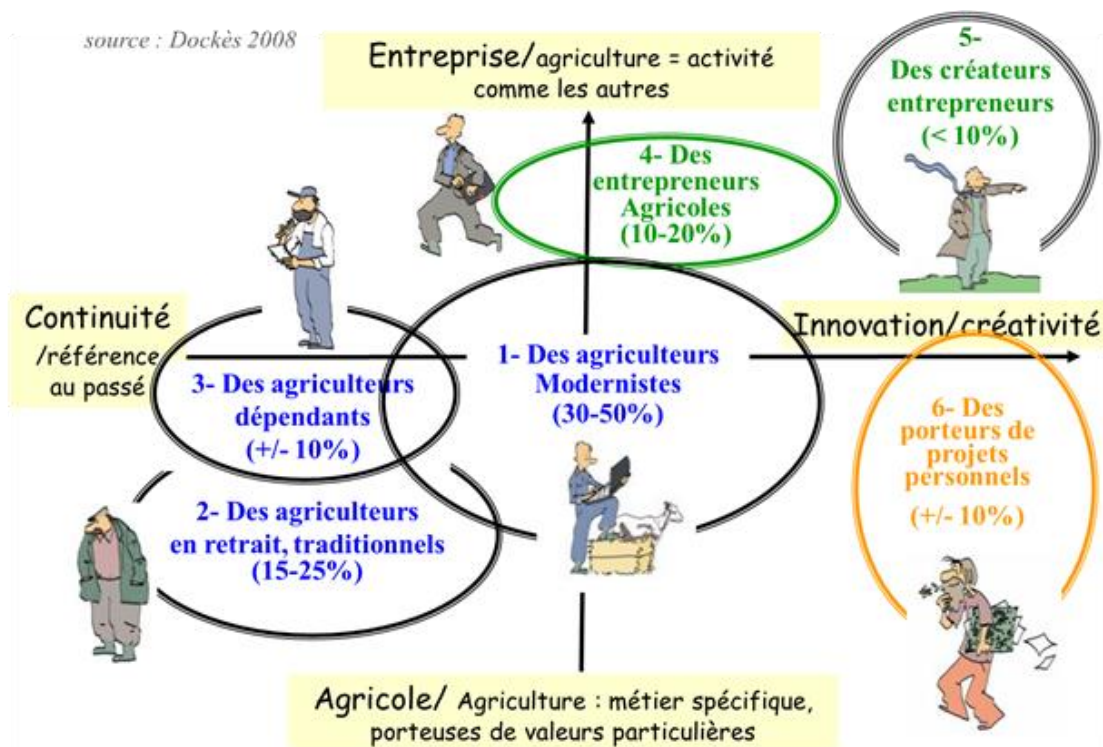 source : Dockès 2008
Entreprise/agriculture = activité
comme les autres
5-
Des créateurs
entrepreneurs
(< 10%)
4- Des
entrepreneurs
Agricoles
(10-20%)
Continuité
/référence
au passé
Innovation/créativité
1- Des agriculteurs
Modernistes
(30-50%)
3- Des agriculteurs
dépendants
(+/- 10%)
6- Des
porteurs de
projets
personnels
(+/- 10%)
2- Des agriculteurs
en retrait, traditionnels
(15-25%)
Agricole/ Agriculture : métier spécifique,
porteuses de valeurs particulières